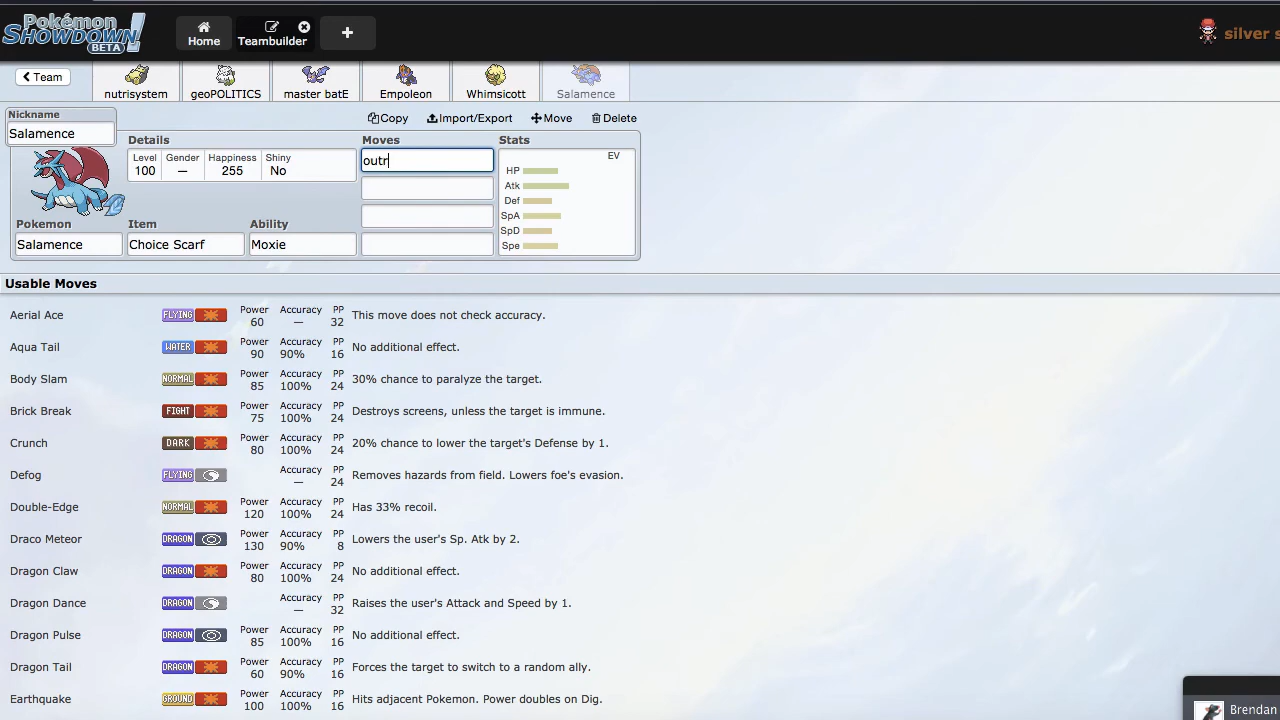 Pokémon
SHOWDOWN!
BETA
Home
Teambuilder
+
silver s
Team
nutrisystem
geoPOLITICS
master batE
Empoleon
Whimsicott
Salamence
Nickname
Salamence
Copy
Import/Export
Move
Delete
Details
Moves
Stats
Level
Gender
Happiness
Shiny
100
—
255
No
outr
EV
HP
Atk
Def
SpA
SpD
Spe
Pokemon
Item
Ability
Salamence
Choice Scarf
Moxie
Usable Moves
Aerial Ace FLYING Power 60 Accuracy — PP 32 This move does not check accuracy.
Aqua Tail WATER Power 90 Accuracy 90% PP 16 No additional effect.
Body Slam NORMAL Power 85 Accuracy 100% PP 24 30% chance to paralyze the target.
Brick Break FIGHT Power 75 Accuracy 100% PP 24 Destroys screens, unless the target is immune.
Crunch DARK Power 80 Accuracy 100% PP 24 20% chance to lower the target's Defense by 1.
Defog FLYING Accuracy — PP 24 Removes hazards from field. Lowers foe's evasion.
Double-Edge NORMAL Power 120 Accuracy 100% PP 24 Has 33% recoil.
Draco Meteor DRAGON Power 130 Accuracy 90% PP 8 Lowers the user's Sp. Atk by 2.
Dragon Claw DRAGON Power 80 Accuracy 100% PP 24 No additional effect.
Dragon Dance DRAGON Accuracy — PP 32 Raises the user's Attack and Speed by 1.
Dragon Pulse DRAGON Power 85 Accuracy 100% PP 16 No additional effect.
Dragon Tail DRAGON Power 60 Accuracy 90% PP 16 Forces the target to switch to a random ally.
Earthquake GROUND Power 100 Accuracy 100% PP 16 Hits adjacent Pokemon. Power doubles on Dig.
Brendan